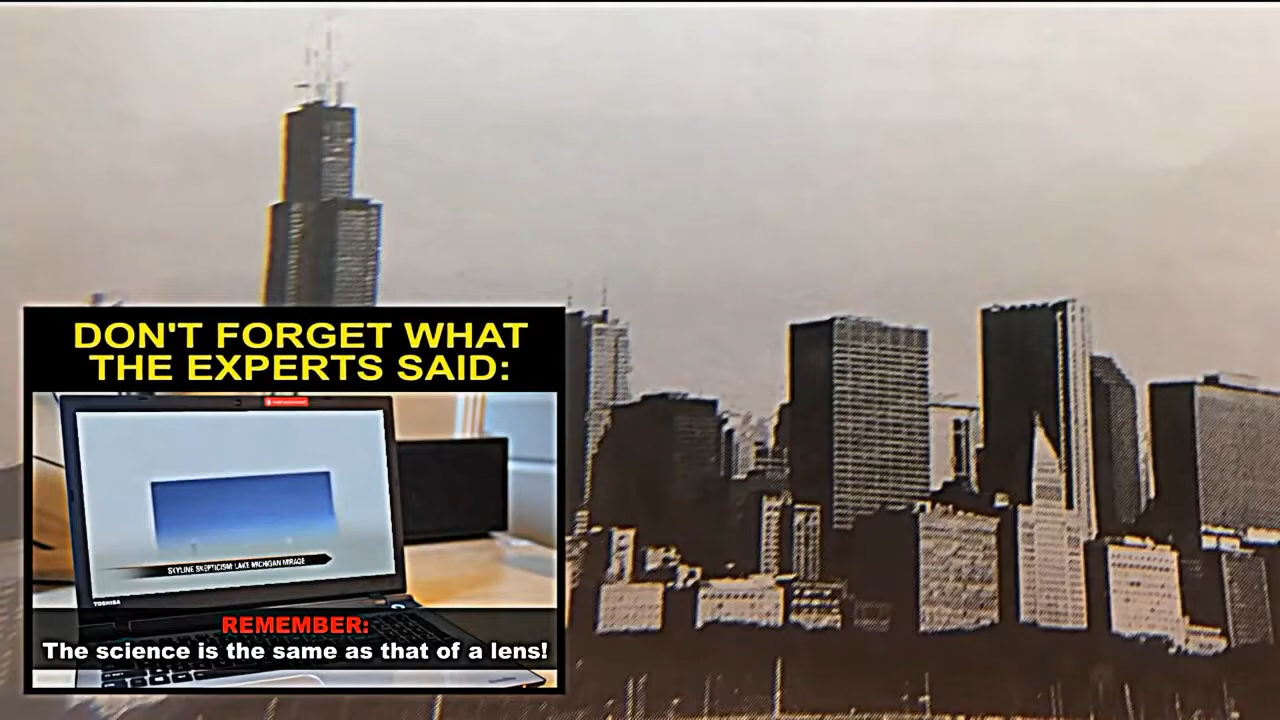 DON'T FORGET WHAT
THE EXPERTS SAID:
SKYLINE SKEPTICISM: LAKE MICHIGAN MIRAGE
TOSHIBA
REMEMBER:
The science is the same as that of a lens!